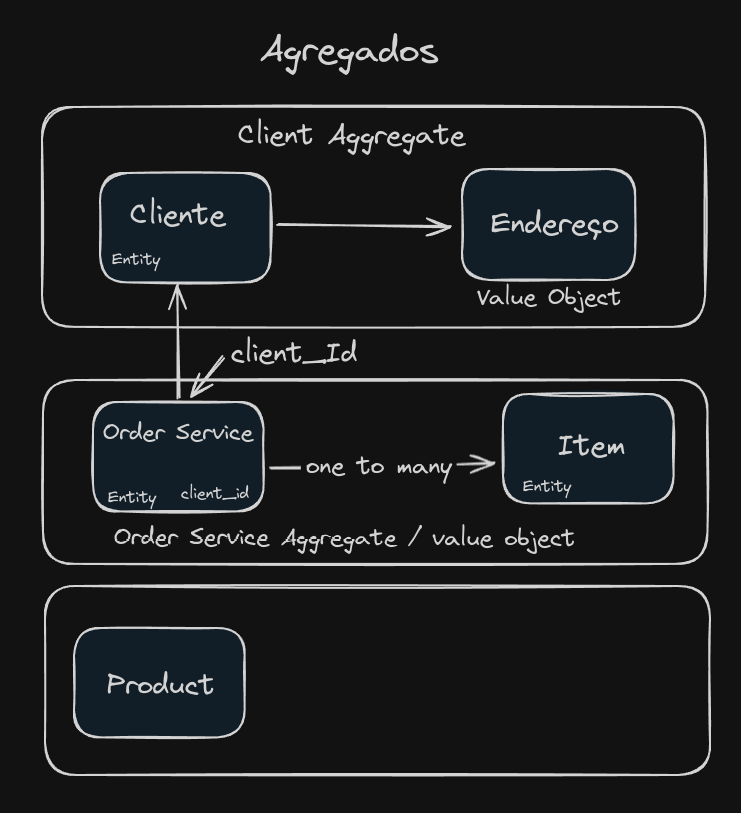 Agregados
Client Aggregate
Cliente
Entity
Endereço
Value Object
client_Id
Order Service
Entity
client_id
one to many
Item
Entity
Order Service Aggregate / value object
Product